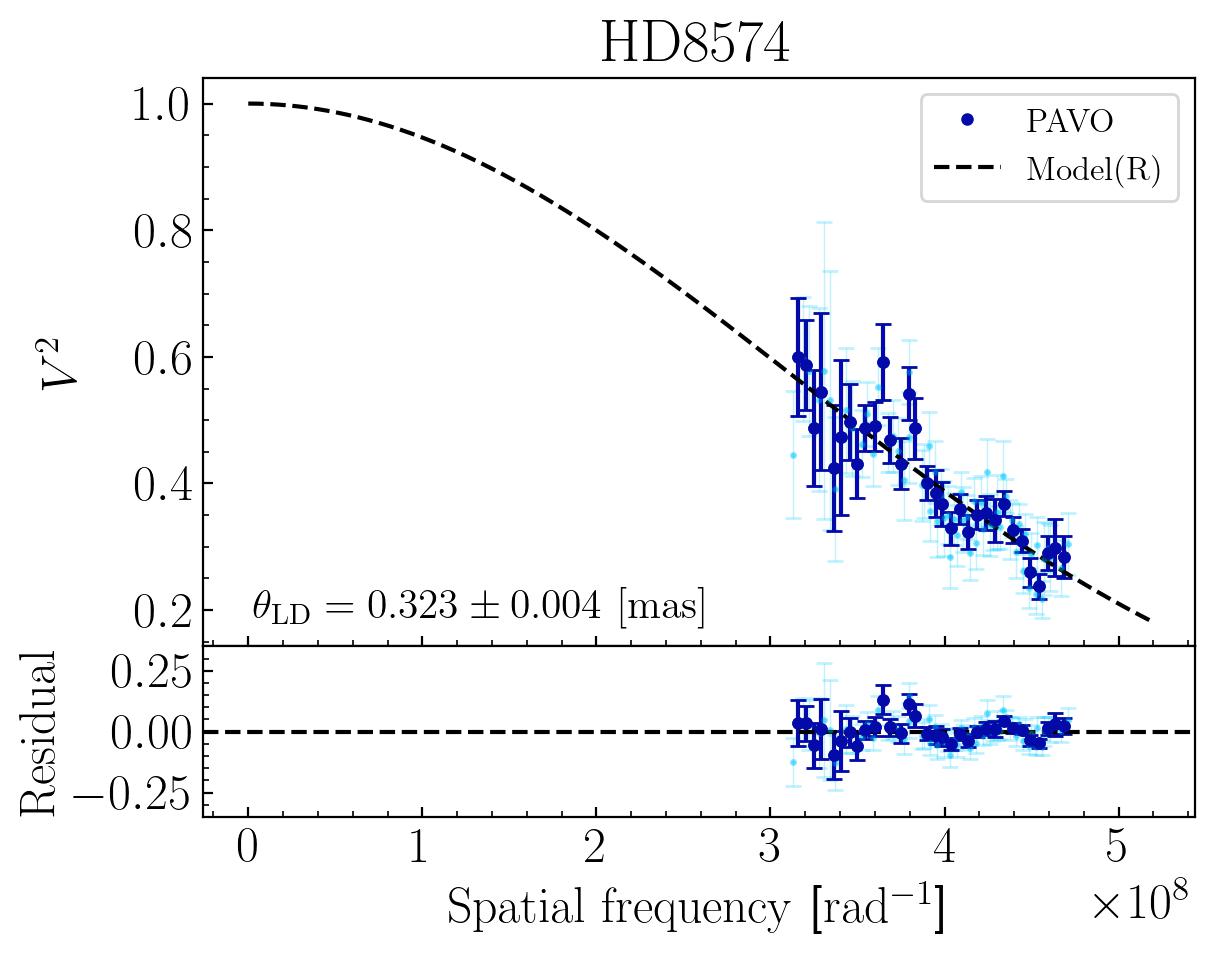 HD8574
1.0
0.8
0.6
0.4
0.2
V²
PAVO
Model(R)
θ_LD = 0.323 ± 0.004 [mas]
0.25
0.00
−0.25
Residual
0 1 2 3 4 5
×10⁸
Spatial frequency [rad⁻¹]